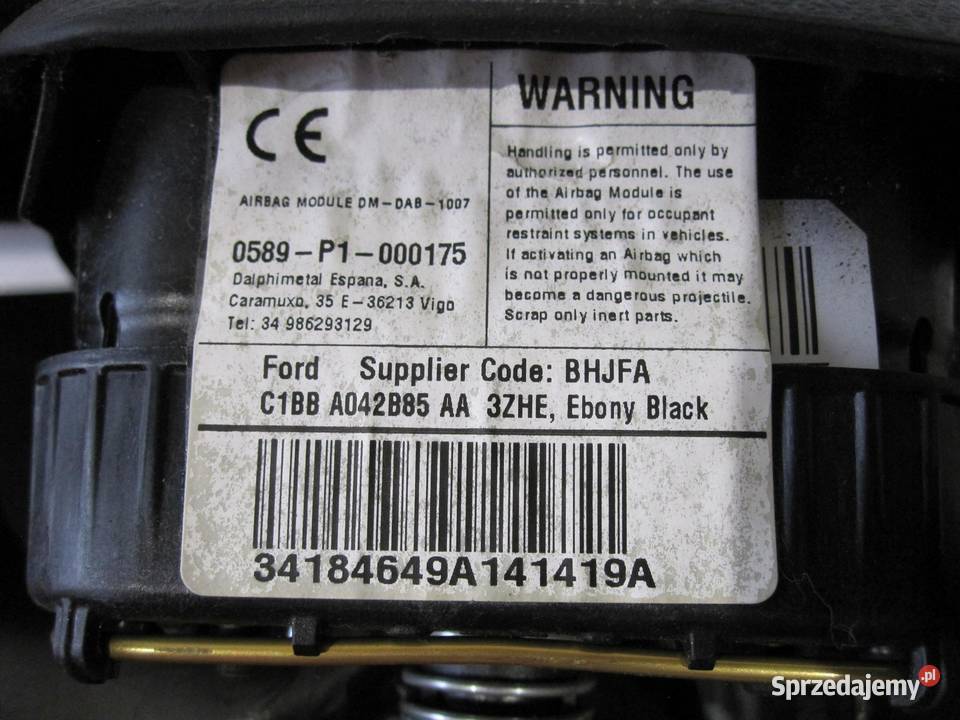 CE
AIRBAG MODULE DM-DAB-1007
0589-P1-000175
Dalphimetal Espana, S.A.
Caramuxo, 35 E-36213 Vigo
Tel: 34 986293129
WARNING
Handling is permitted only by
authorized personnel. The use
of the Airbag Module is
permitted only for occupant
restraint systems in vehicles.
If activating an Airbag which
is not properly mounted it may
become a dangerous projectile.
Scrap only inert parts.
Ford Supplier Code: BHJFA
C1BB A042B85 AA 3ZHE, Ebony Black
34184649A141419A
Sprzedajemy.pl